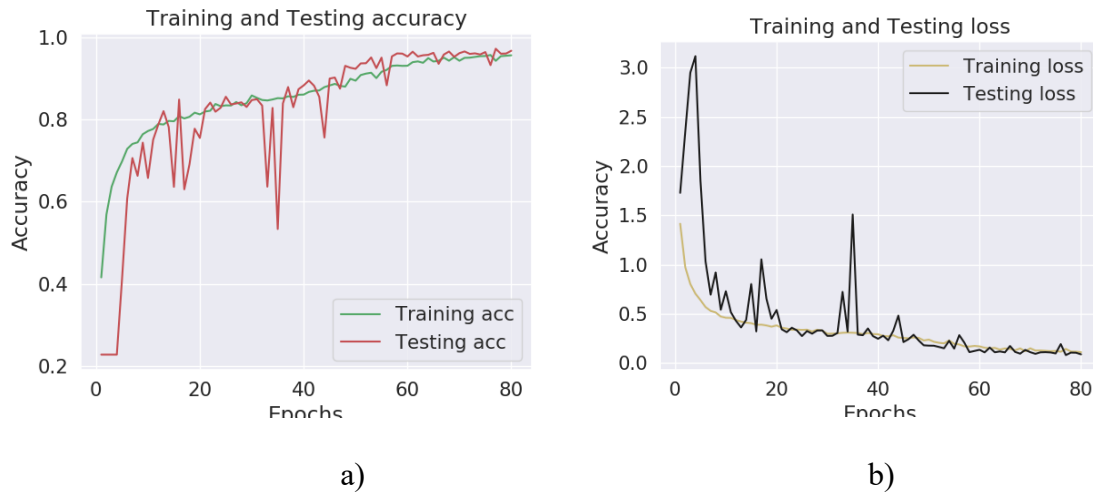 Training and Testing accuracy
1.0
0.8
0.6
0.4
0.2
Accuracy
Training acc
Testing acc
0 20 40 60 80
Epochs
a)
Training and Testing loss
3.0
2.5
2.0
1.5
1.0
0.5
0.0
Accuracy
Training loss
Testing loss
0 20 40 60 80
Epochs
b)